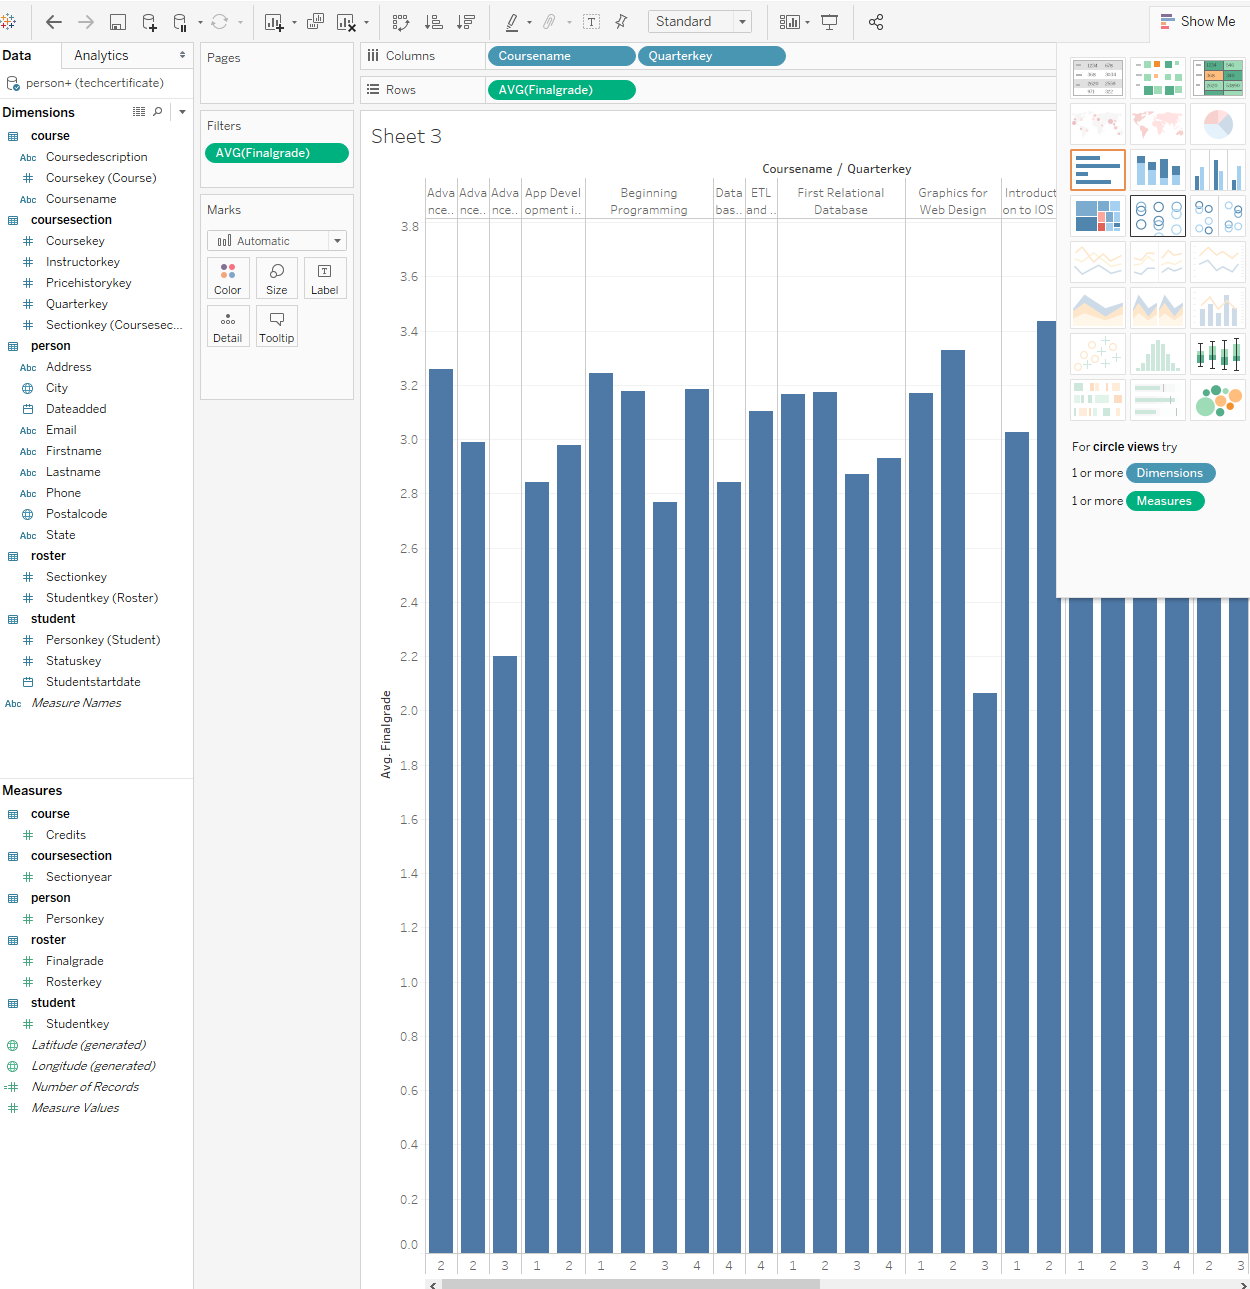 Standard
Show Me
Data
Analytics
person+ (techcertificate)
Dimensions
course
Abc Coursedescription
Coursekey (Course)
Abc Coursename
coursesection
Coursekey
Instructorkey
Pricehistorykey
Quarterkey
Sectionkey (Coursesec...
person
Abc Address
City
Dateadded
Abc Email
Abc Firstname
Abc Lastname
Abc Phone
Postalcode
Abc State
roster
Sectionkey
Studentkey (Roster)
student
Personkey (Student)
Statuskey
Studentstartdate
Abc Measure Names
Measures
course
Credits
coursesection
Sectionyear
person
Personkey
roster
Finalgrade
Rosterkey
student
Studentkey
Latitude (generated)
Longitude (generated)
Number of Records
Measure Values
Pages
Filters
AVG(Finalgrade)
Marks
Automatic
Color
Size
Label
Detail
Tooltip
Columns
Coursename
Quarterkey
Rows
AVG(Finalgrade)
Sheet 3
Coursename / Quarterkey
Adva
nce..
Adva
nce..
Adva
nce..
App Devel
opment i..
Beginning
Programming
Data
bas..
ETL
and ..
First Relational
Database
Graphics for
Web Design
Introduct
on to IOS
3.8
3.6
3.4
3.2
3.0
2.8
2.6
2.4
2.2
2.0
1.8
1.6
1.4
1.2
1.0
0.8
0.6
0.4
0.2
0.0
Avg. Finalgrade
2 2 3 1 2 1 2 3 4 4 4 1 2 3 4 1 2 3 1 2 1 2 3 4 2 3
For circle views try
1 or more Dimensions
1 or more Measures